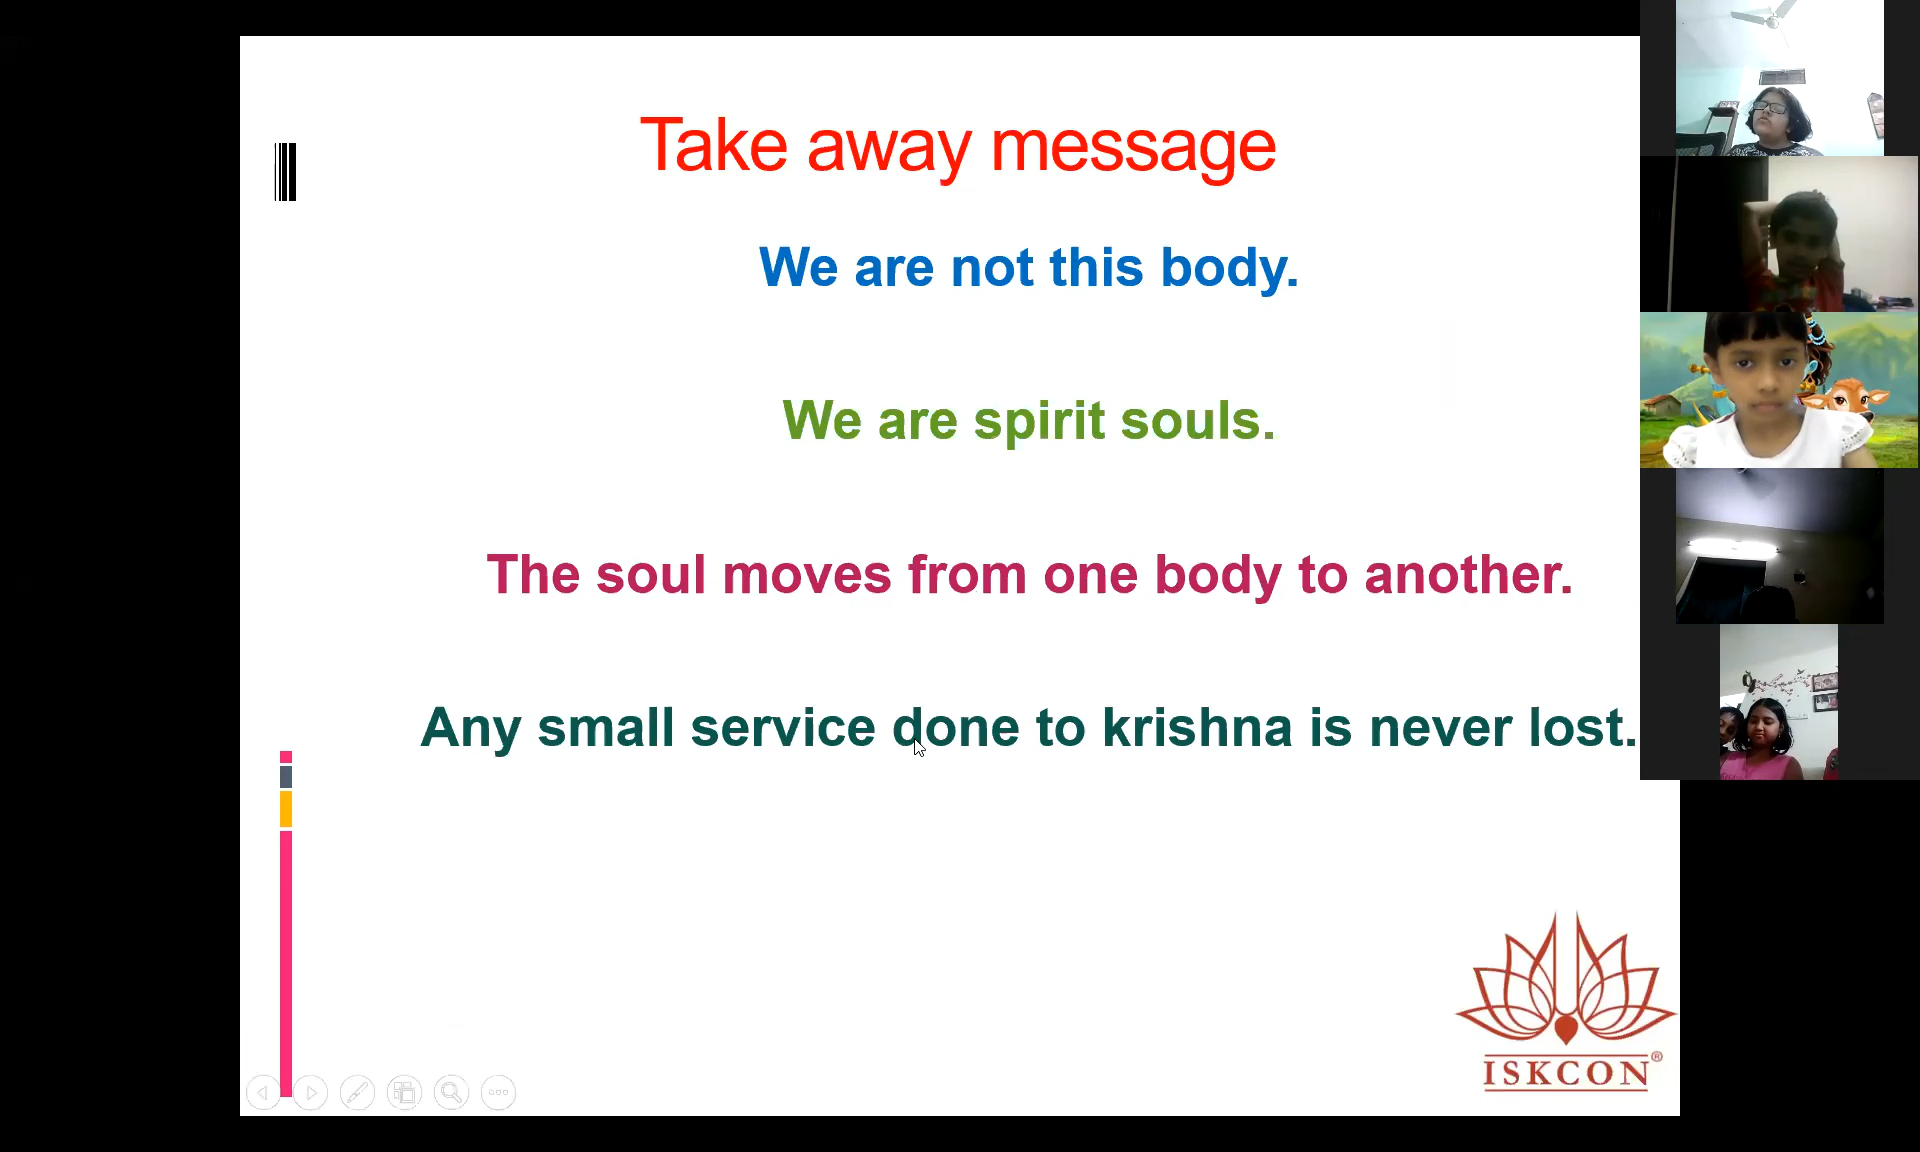 Take away message
We are not this body.
We are spirit souls.
The soul moves from one body to another.
Any small service done to krishna is never lost.
ISKCON®